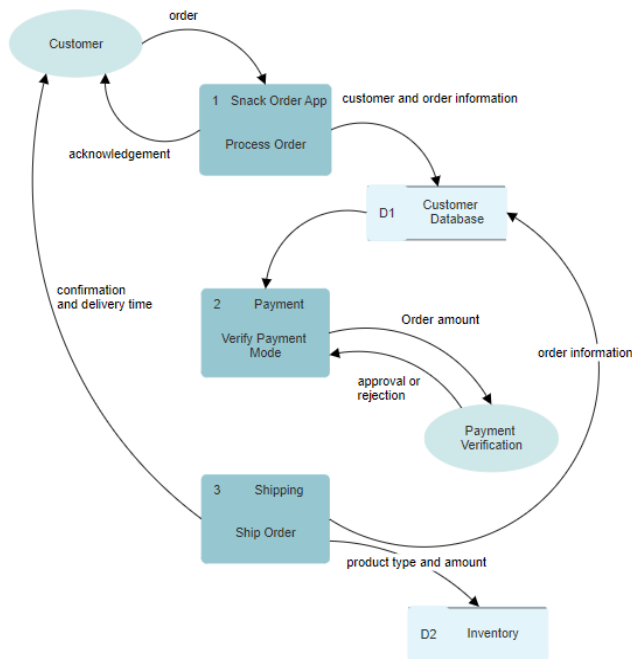 order
Customer
1 Snack Order App
customer and order information
Process Order
acknowledgement
D1 Customer
Database
confirmation
and delivery time
2 Payment
Order amount
Verify Payment
Mode
order information
approval or
rejection
Payment
Verification
3 Shipping
Ship Order
product type and amount
D2 Inventory